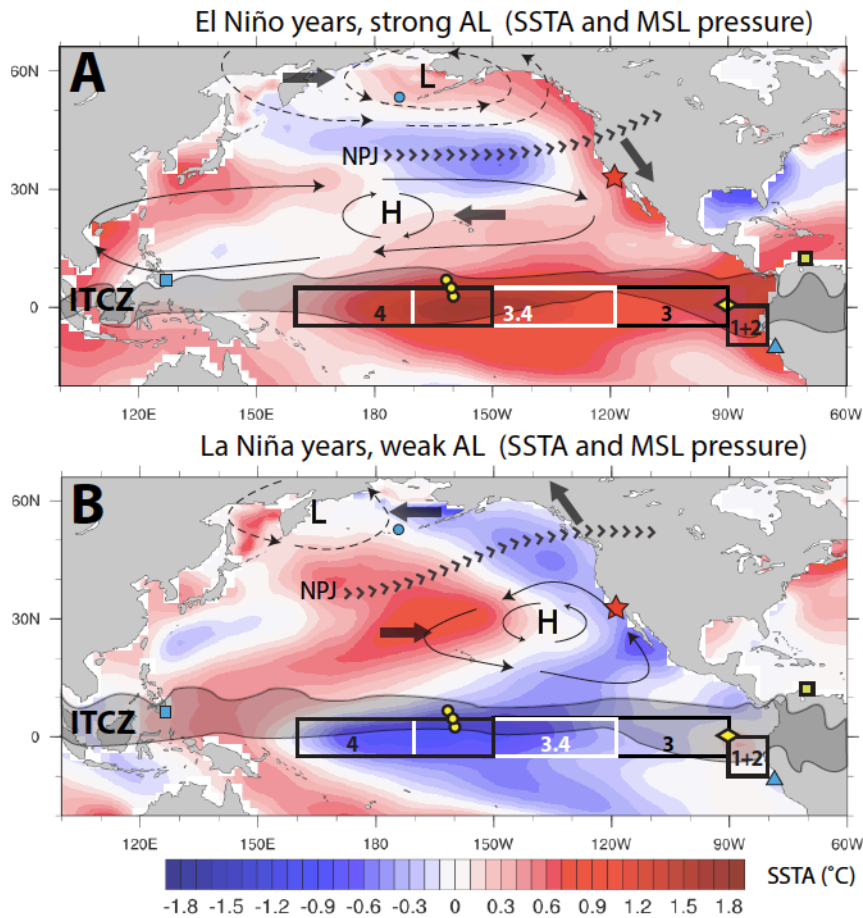 El Niño years, strong AL (SSTA and MSL pressure)
A
60N
L
NPJ
30N
H
ITCZ
0
4
3.4
3
1+2
120E
150E
180
150W
120W
90W
60W
La Niña years, weak AL (SSTA and MSL pressure)
B
60N
L
NPJ
30N
H
ITCZ
0
4
3.4
3
1+2
120E
150E
180
150W
120W
90W
60W
SSTA (°C)
-1.8 -1.5 -1.2 -0.9 -0.6 -0.3 0 0.3 0.6 0.9 1.2 1.5 1.8